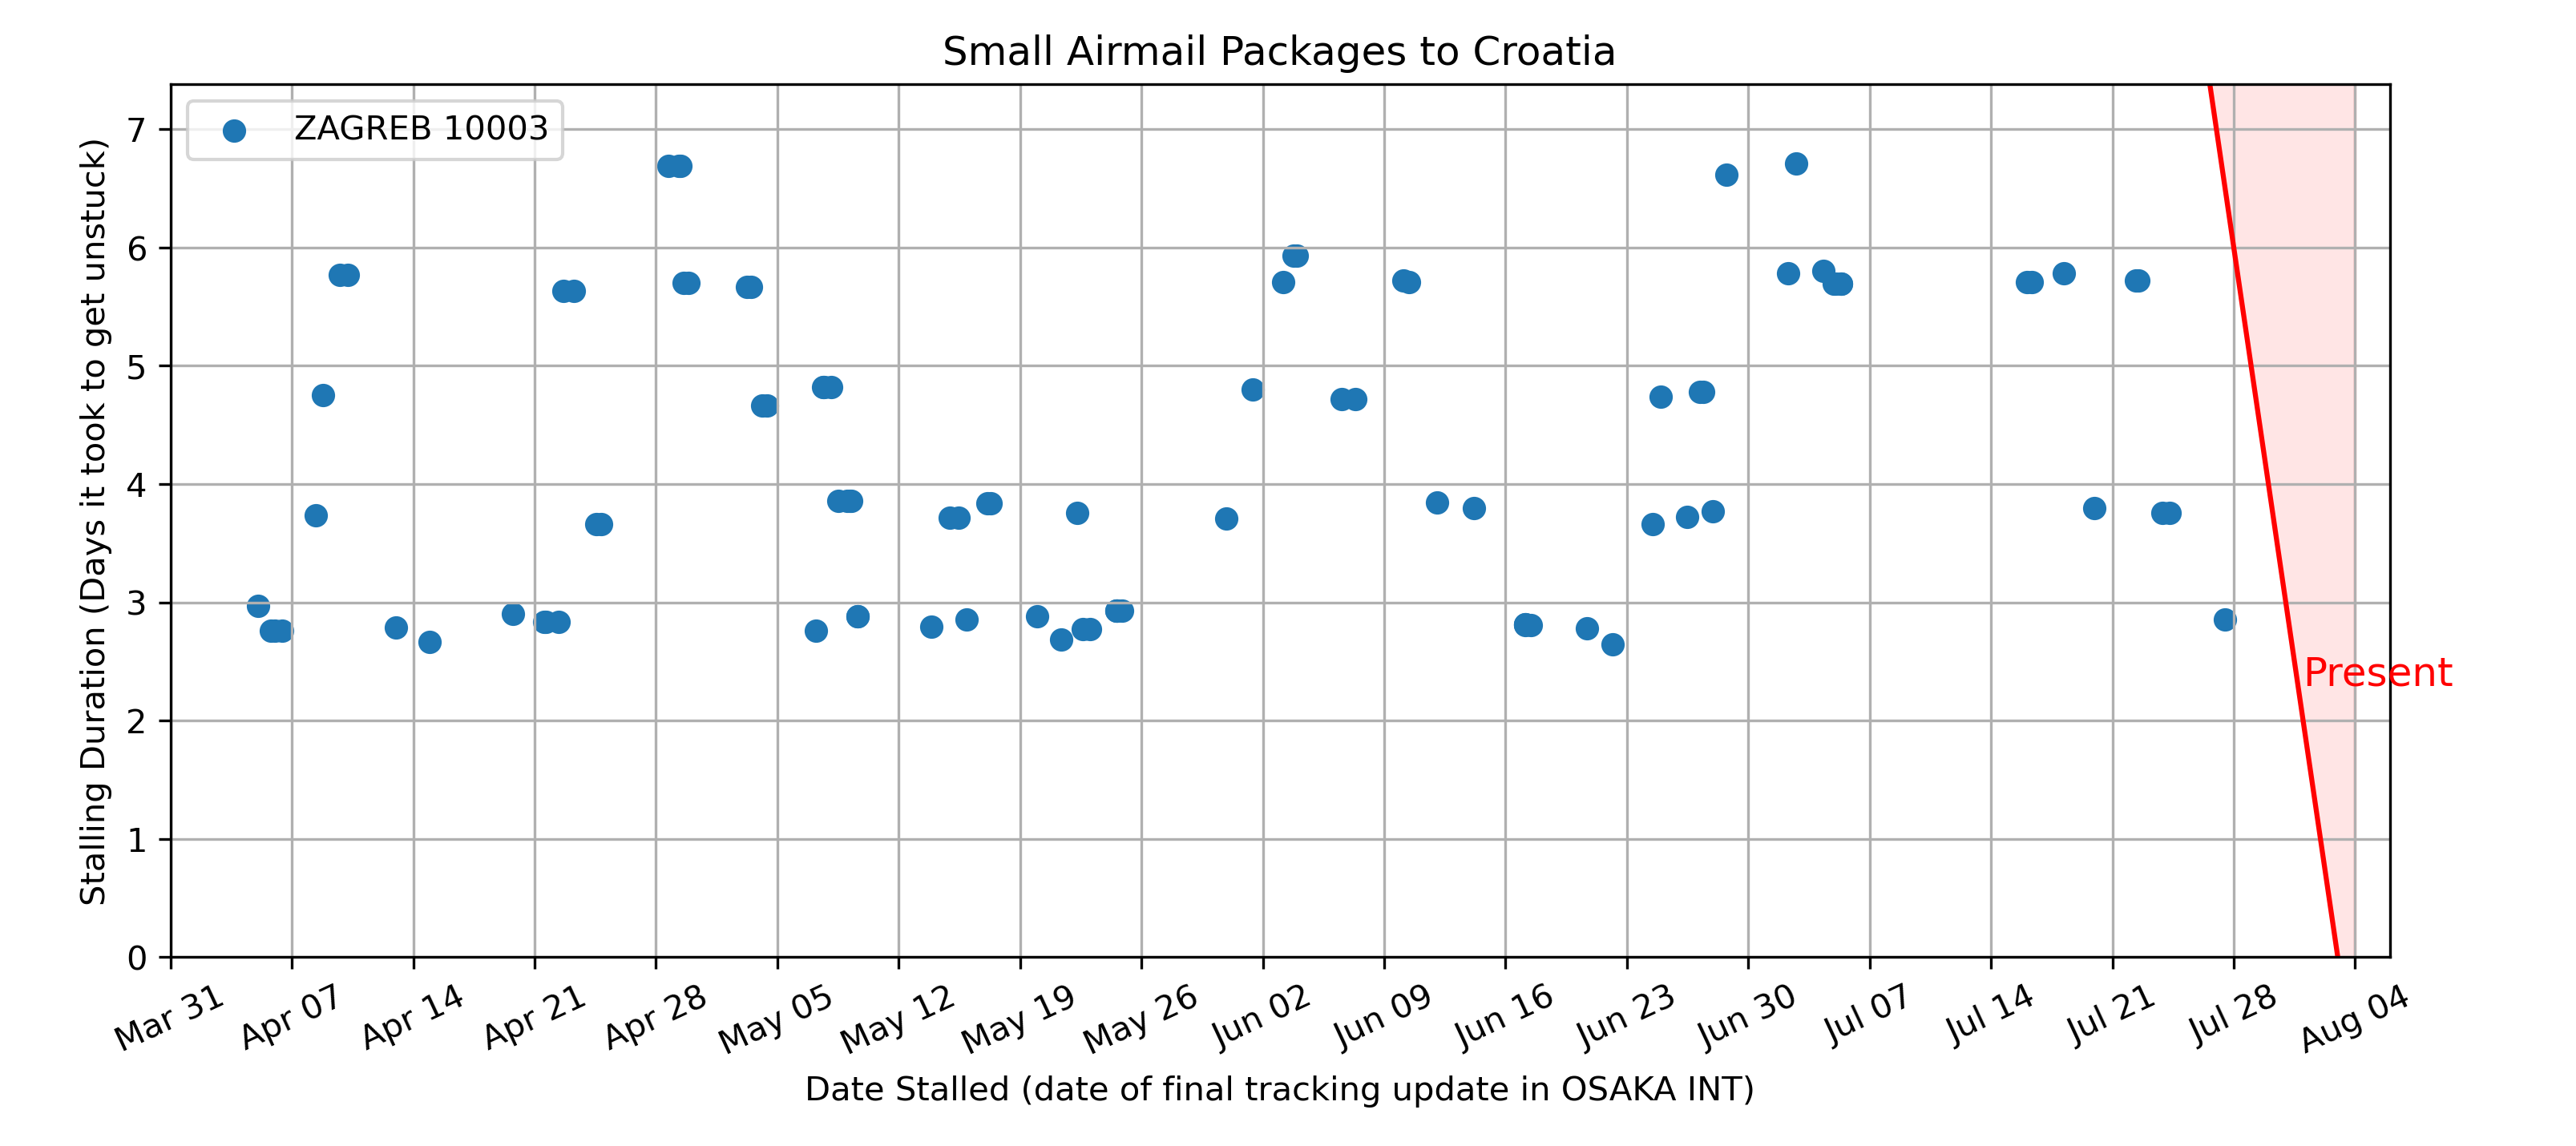 Small Airmail Packages to Croatia
ZAGREB 10003
Stalling Duration (Days it took to get unstuck)
7
6
5
4
3
2
1
0
Present
Mar 31
Apr 07
Apr 14
Apr 21
Apr 28
May 05
May 12
May 19
May 26
Jun 02
Jun 09
Jun 16
Jun 23
Jun 30
Jul 07
Jul 14
Jul 21
Jul 28
Aug 04
Date Stalled (date of final tracking update in OSAKA INT)